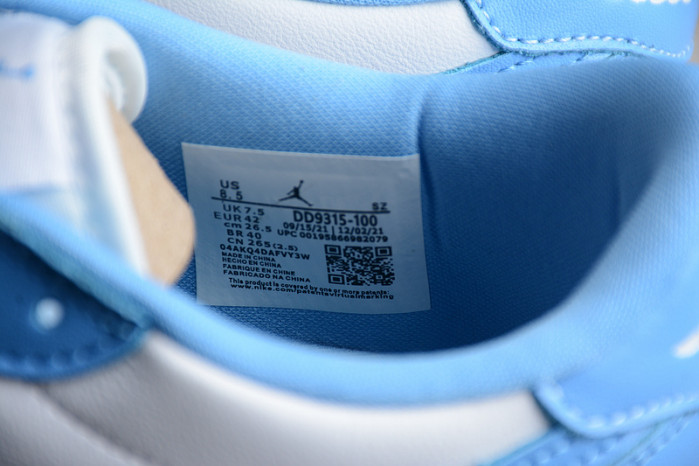 US
8.5
SZ
UK 7.5
EUR 42
cm 26.5
BR 40
CN 265(2.5)
DD9315-100
09/15/21 | 12/02/21
UPC 00195866982079
04AKQ4DAFVY3W
MADE IN CHINA
HECHO EN CHINA
FABRIQUE EN CHINE
FABRICADO NA CHINA
This product is covered by one or more patents:
www.nike.com/patentsvirtualmarking